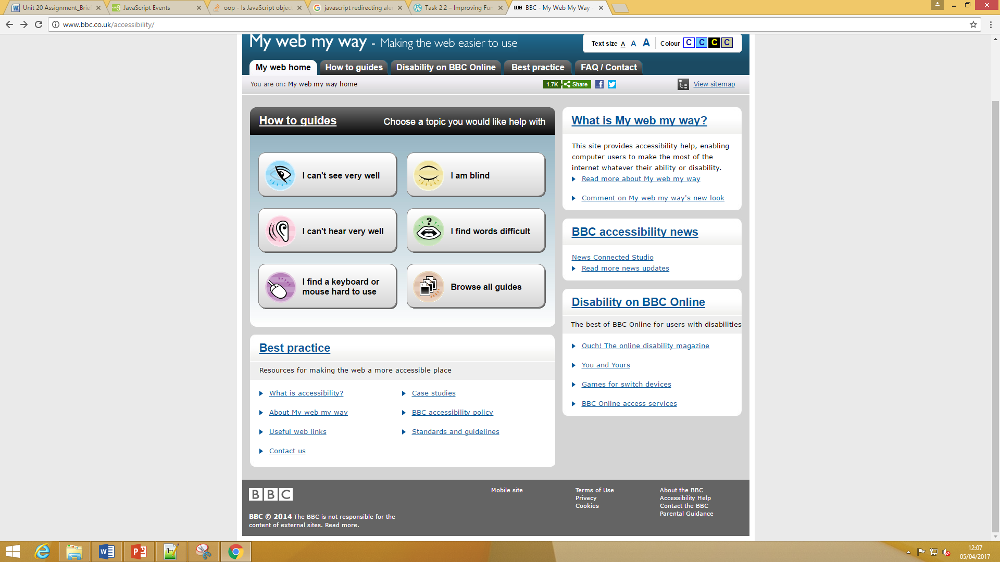 Unit 20 Assignment_Brie
JavaScript Events
oop - Is JavaScript object
javascript redirecting ale
Task 2.2 – Improving Fun
BBC - My Web My Way -
www.bbc.co.uk/accessibility/
My web my way - Making the web easier to use
Text size A A A Colour C C C C
My web home
How to guides
Disability on BBC Online
Best practice
FAQ / Contact
You are on: My web my way home
1.7K Share
View sitemap
How to guides
Choose a topic you would like help with
I can't see very well
I am blind
I can't hear very well
I find words difficult
I find a keyboard or
mouse hard to use
Browse all guides
Best practice
Resources for making the web a more accessible place
What is accessibility?
Case studies
About My web my way
BBC accessibility policy
Useful web links
Standards and guidelines
Contact us
What is My web my way?
This site provides accessibility help, enabling
computer users to make the most of the
internet whatever their ability or disability.
Read more about My web my way
Comment on My web my way's new look
BBC accessibility news
News Connected Studio
Read more news updates
Disability on BBC Online
The best of BBC Online for users with disabilities
Ouch! The online disability magazine
You and Yours
Games for switch devices
BBC Online access services
BBC
BBC © 2014 The BBC is not responsible for the
content of external sites. Read more.
Mobile site
Terms of Use
Privacy
Cookies
About the BBC
Accessibility Help
Contact the BBC
Parental Guidance
12:07
05/04/2017